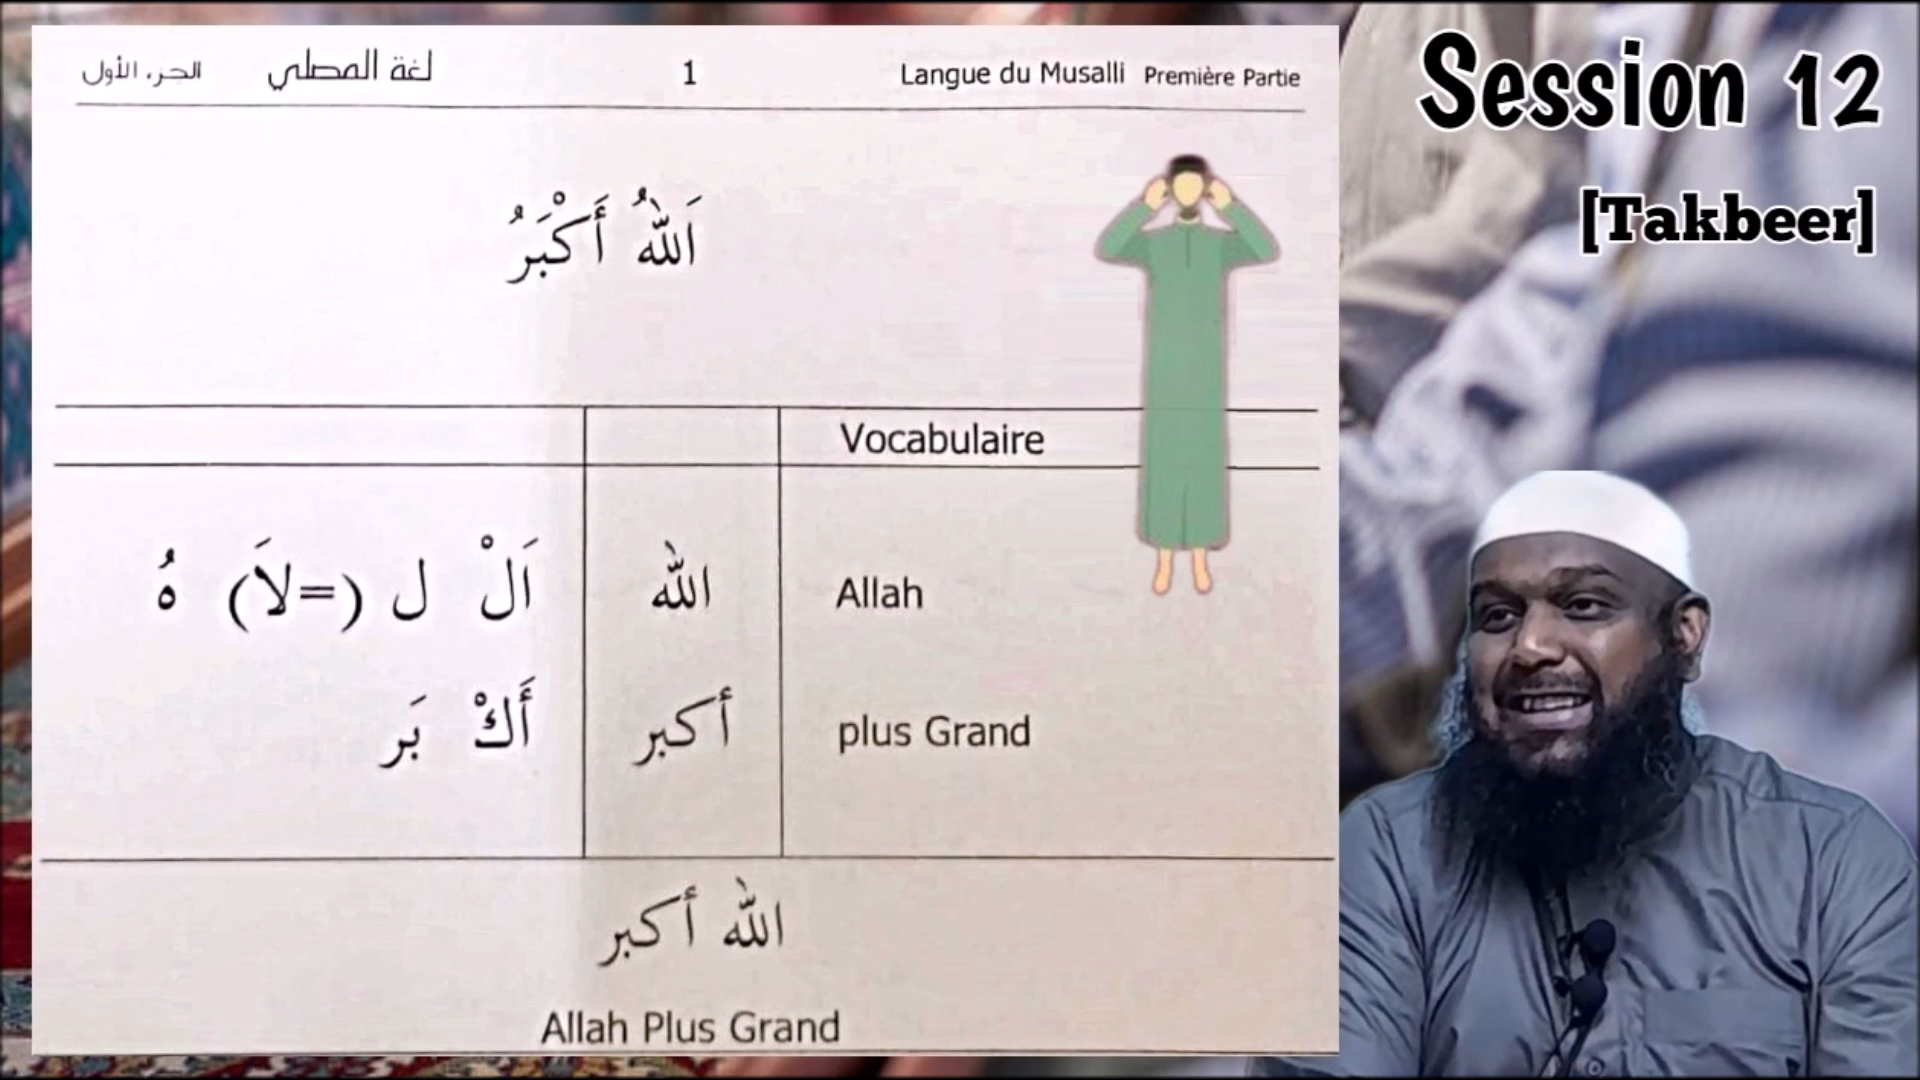 Session 12
[Takbeer]
لغة المصلي الجزء الأول 1 Langue du Musalli Première Partie
اَللّٰهُ أَكْبَرُ
Vocabulaire
اَلْ ل (=لاَ) هُ الله Allah
أَكْ بَر أكبر plus Grand
الله أكبر
Allah Plus Grand